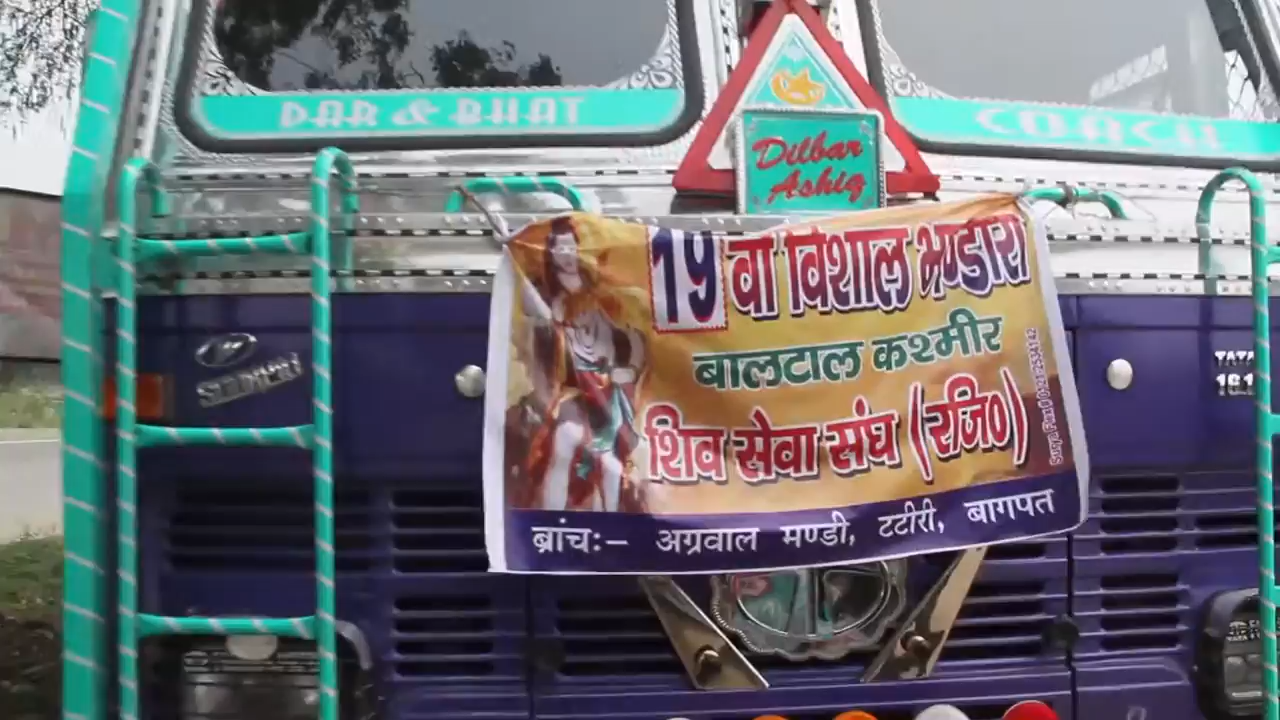 DAR & BHAT
COACH
Dilbar
Ashiq
19 वां विशाल भण्डारा
बालटाल कश्मीर
शिव सेवा संघ (रजि०)
ब्रांचः– अग्रवाल मण्डी, टटीरी, बागपत
TATA